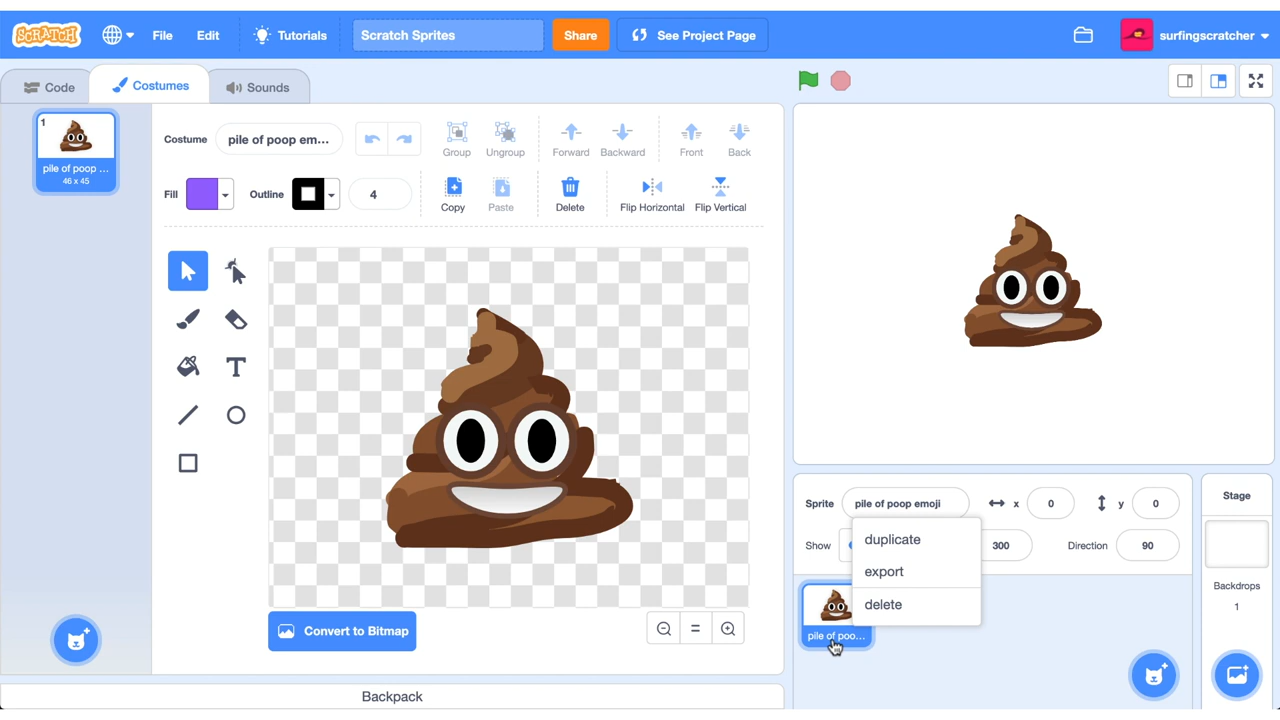 SCRATCH File Edit Tutorials Scratch Sprites Share See Project Page surfingscratcher
Code Costumes Sounds
1
pile of poop ...
46 x 45
Costume pile of poop em... Group Ungroup Forward Backward Front Back
Fill Outline 4 Copy Paste Delete Flip Horizontal Flip Vertical
T
Convert to Bitmap
Backpack
Sprite pile of poop emoji x 0 y 0
Show 300 Direction 90
duplicate
export
delete
pile of poo...
Stage
Backdrops
1